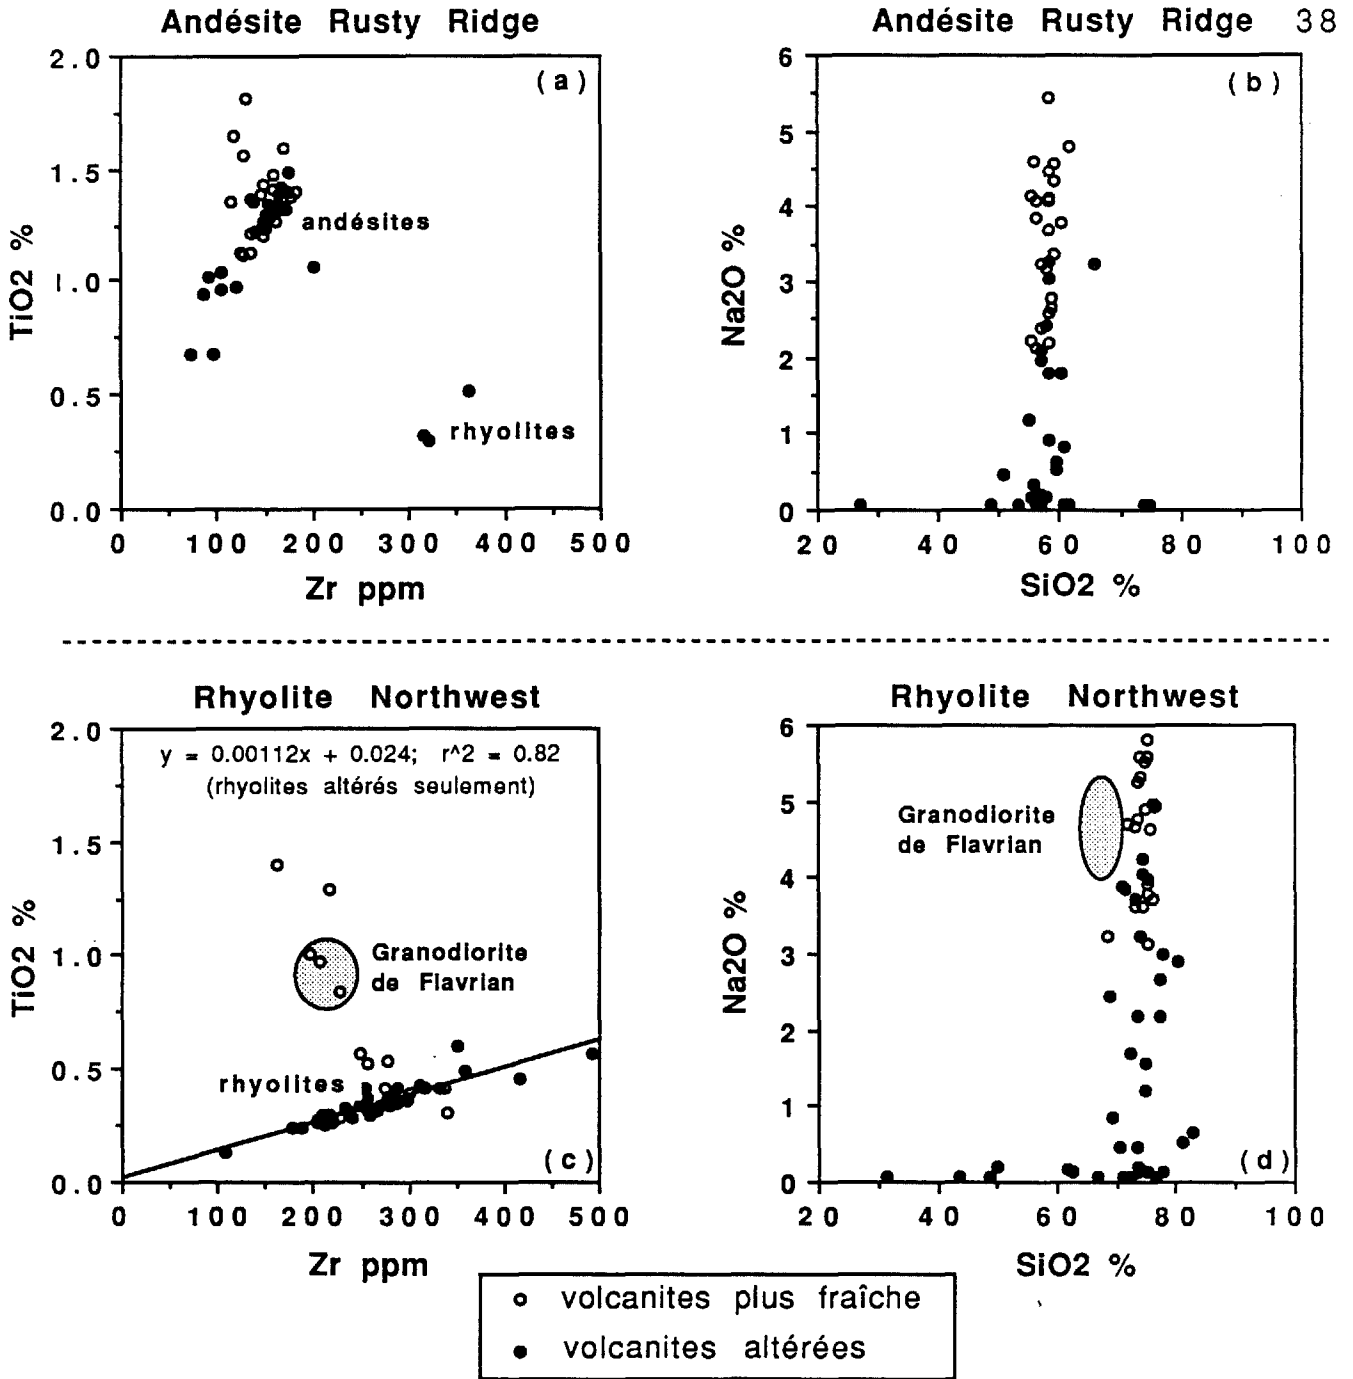 Andésite Rusty Ridge
Andésite Rusty Ridge 38
2.0
1.5
1.0
0.5
0.0
TiO2 %
(a)
andésites
rhyolites
0 100 200 300 400 500
Zr ppm
6
5
4
3
2
1
0
Na2O %
(b)
20 40 60 80 100
SiO2 %
Rhyolite Northwest
2.0
1.5
1.0
0.5
0.0
TiO2 %
y = 0.00112x + 0.024; r^2 = 0.82
(rhyolites altérés seulement)
Granodiorite
de Flavrian
rhyolites
(c)
0 100 200 300 400 500
Zr ppm
Rhyolite Northwest
6
5
4
3
2
1
0
Na2O %
Granodiorite
de Flavrian
(d)
20 40 60 80 100
SiO2 %
volcanites plus fraîche
volcanites altérées